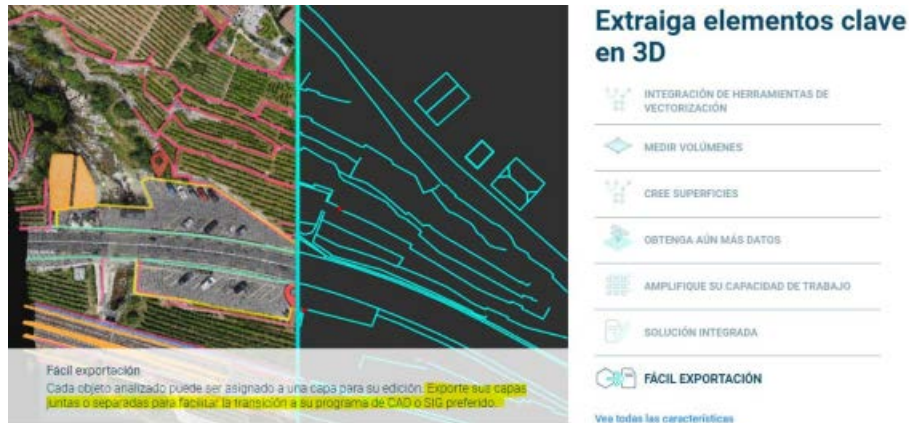 Extraiga elementos clave
en 3D
INTEGRACIÓN DE HERRAMIENTAS DE
VECTORIZACIÓN
MEDIR VOLÚMENES
CREE SUPERFICIES
OBTENGA AÚN MÁS DATOS
AMPLIFIQUE SU CAPACIDAD DE TRABAJO
SOLUCIÓN INTEGRADA
FÁCIL EXPORTACIÓN
Vea todas las características
Fácil exportación
Cada objeto analizado puede ser asignado a una capa para su edición. Exporte sus capas
juntas o separadas para facilitar la transición a su programa de CAD o SIG preferido.